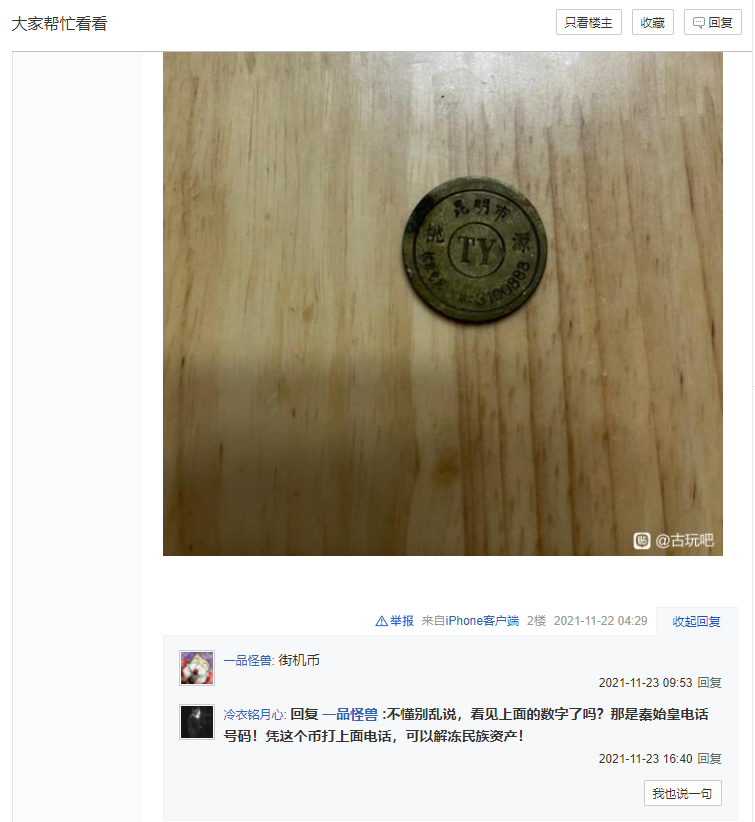 大家帮忙看看
只看楼主
收藏
回复
昆明市
桃
源
TY
3100888
贴 @古玩吧
举报 来自iPhone客户端 2楼 2021-11-22 04:29 收起回复
一品怪兽: 街机币
2021-11-23 09:53 回复
冷衣铭月心: 回复 一品怪兽 :不懂别乱说，看见上面的数字了吗？那是秦始皇电话
号码！凭这个币打上面电话，可以解冻民族资产！
2021-11-23 16:40 回复
我也说一句